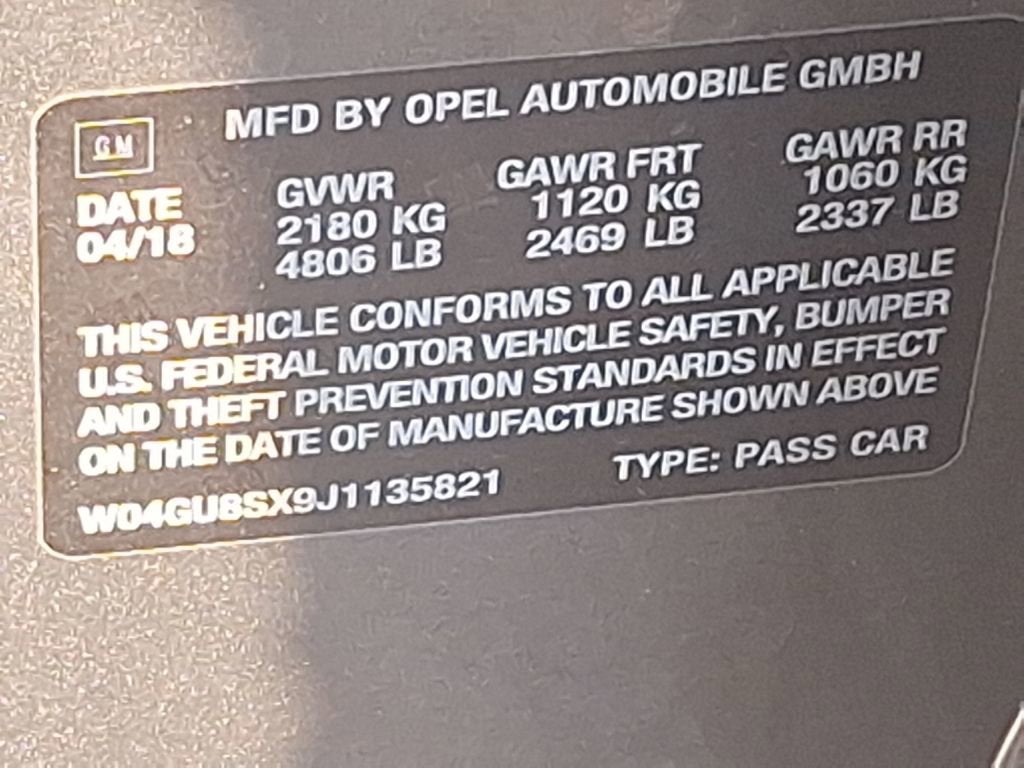 MFD BY OPEL AUTOMOBILE GMBH
GM
DATE
04/18
GVWR
2180 KG
4806 LB
GAWR FRT
1120 KG
2469 LB
GAWR RR
1060 KG
2337 LB
THIS VEHICLE CONFORMS TO ALL APPLICABLE
U.S. FEDERAL MOTOR VEHICLE SAFETY, BUMPER
AND THEFT PREVENTION STANDARDS IN EFFECT
ON THE DATE OF MANUFACTURE SHOWN ABOVE
W04GU8SX9J1135821
TYPE: PASS CAR